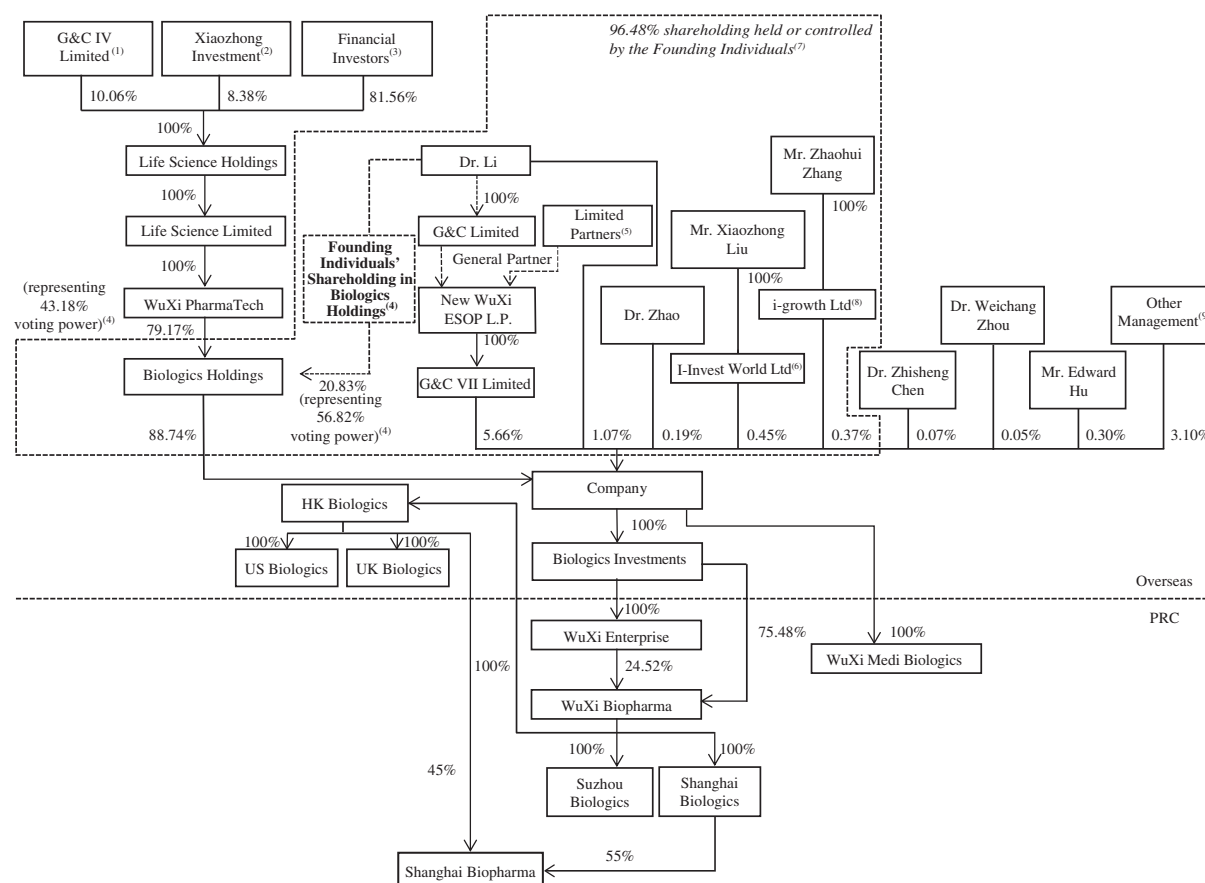 G&C IV
Limited(1)
Xiaozhong
Investment(2)
Financial
Investors(3)
96.48% shareholding held or controlled
by the Founding Individuals(7)
10.06%
8.38%
81.56%
100%
Life Science Holdings
Dr. Li
Mr. Zhaohui
Zhang
100%
100%
100%
Life Science Limited
G&C Limited
Limited
Partners(5)
Mr. Xiaozhong
Liu
General Partner
100%
Founding
Individuals’
Shareholding in
Biologics
Holdings(4)
100%
(representing
43.18%
voting power)(4)
WuXi PharmaTech
New WuXi
ESOP L.P.
Dr. Zhao
i-growth Ltd(8)
Dr. Weichang
Zhou
Other
Management(9
79.17%
100%
Biologics Holdings
20.83%
(representing
56.82%
voting power)(4)
G&C VII Limited
I-Invest World Ltd(6)
Dr. Zhisheng
Chen
Mr. Edward
Hu
88.74%
5.66%
1.07%
0.19%
0.45%
0.37%
0.07%
0.05%
0.30%
3.10%
Company
HK Biologics
100%
100%
100%
US Biologics
UK Biologics
Biologics Investments
Overseas
PRC
100%
WuXi Enterprise
75.48%
100%
WuXi Medi Biologics
100%
24.52%
WuXi Biopharma
100%
100%
45%
Suzhou
Biologics
Shanghai
Biologics
55%
Shanghai Biopharma